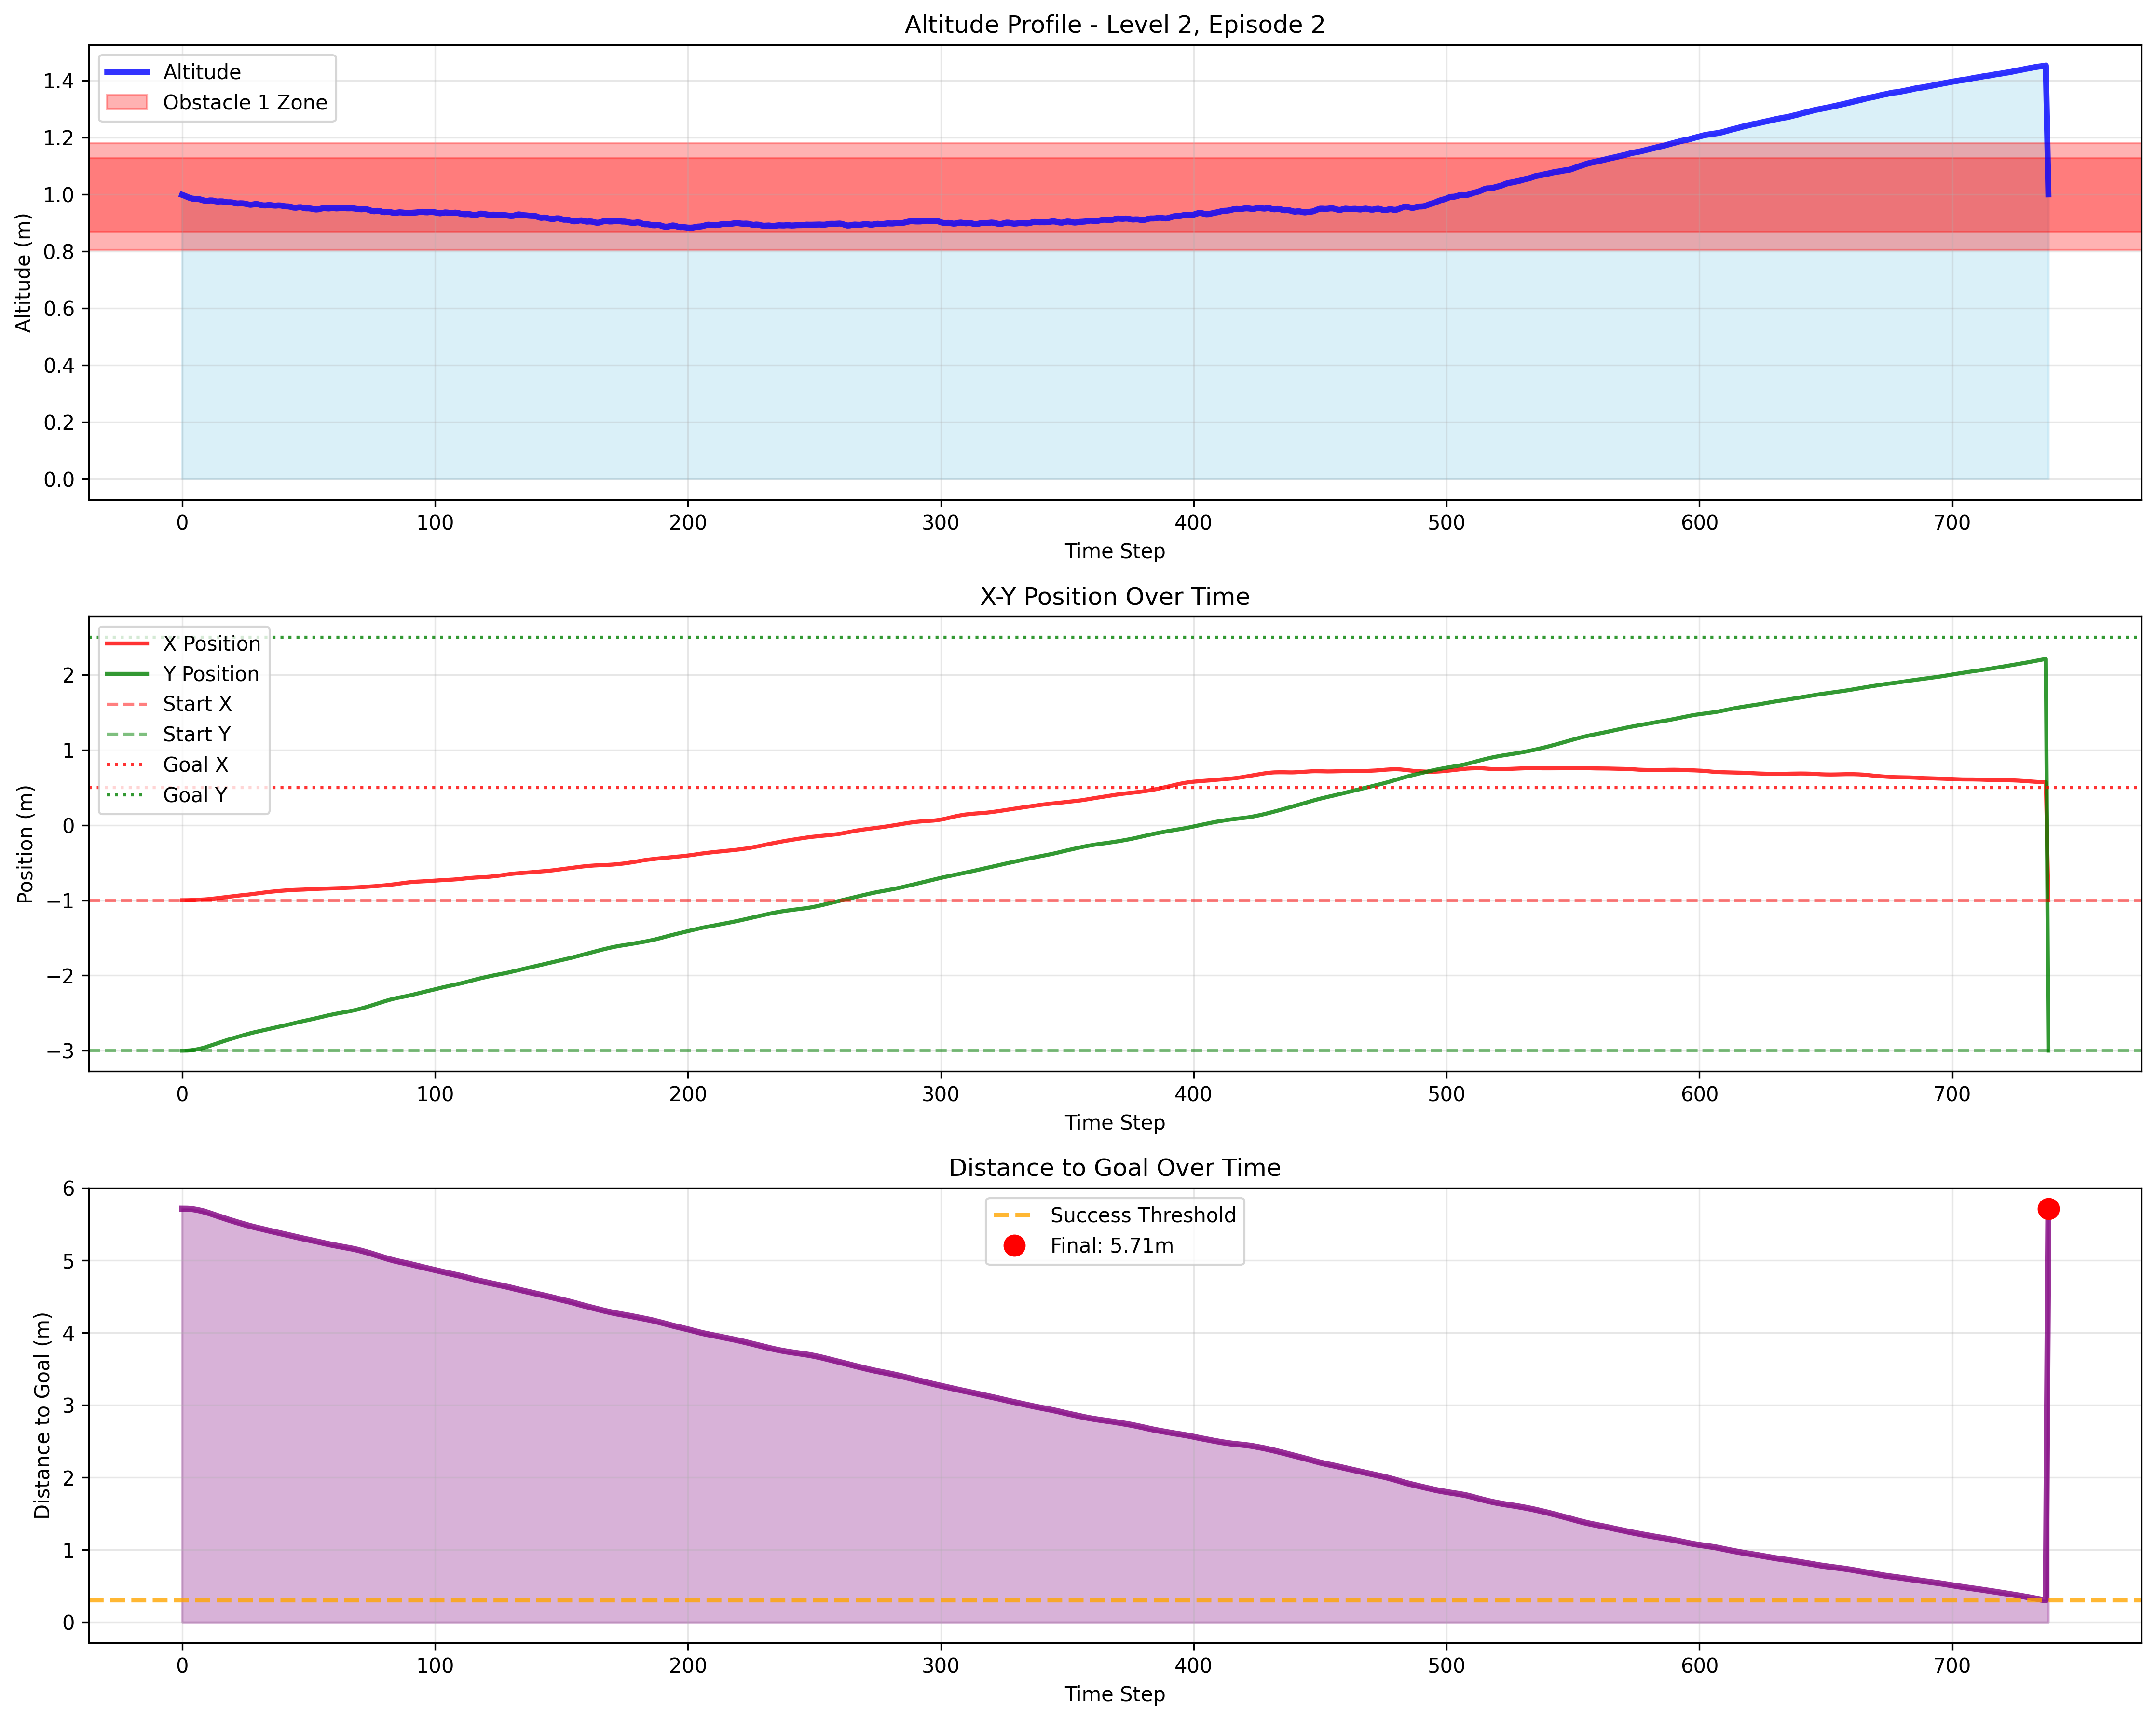 Altitude Profile - Level 2, Episode 2
Altitude (m)
1.4
1.2
1.0
0.8
0.6
0.4
0.2
0.0
Altitude
Obstacle 1 Zone
0 100 200 300 400 500 600 700
Time Step
X-Y Position Over Time
Position (m)
2
1
0
−1
−2
−3
X Position
Y Position
Start X
Start Y
Goal X
Goal Y
0 100 200 300 400 500 600 700
Time Step
Distance to Goal Over Time
Distance to Goal (m)
6
5
4
3
2
1
0
Success Threshold
Final: 5.71m
0 100 200 300 400 500 600 700
Time Step